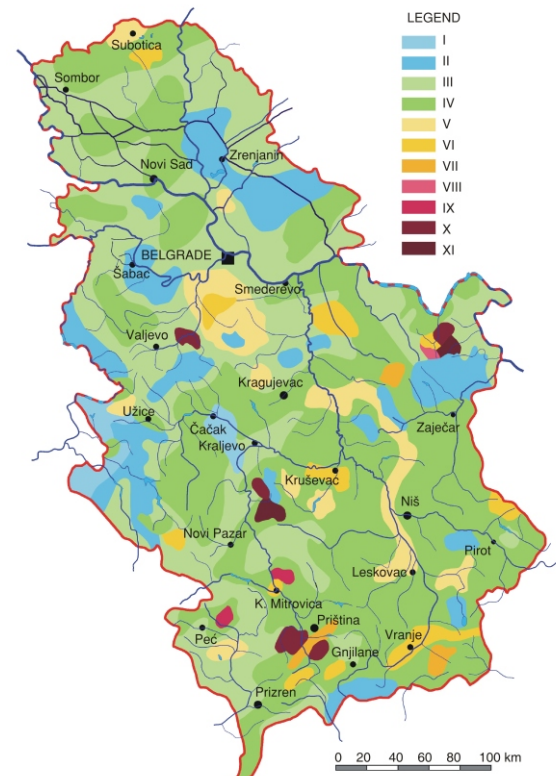 LEGEND
I
II
III
IV
V
VI
VII
VIII
IX
X
XI
Subotica
Sombor
Novi Sad
Zrenjanin
BELGRADE
Šabac
Smederevo
Valjevo
Kragujevac
Užice
Čačak
Kraljevo
Zaječar
Kruševac
Niš
Novi Pazar
Pirot
Leskovac
K. Mitrovica
Priština
Peć
Vranje
Gnjilane
Prizren
0 20 40 60 80 100 km